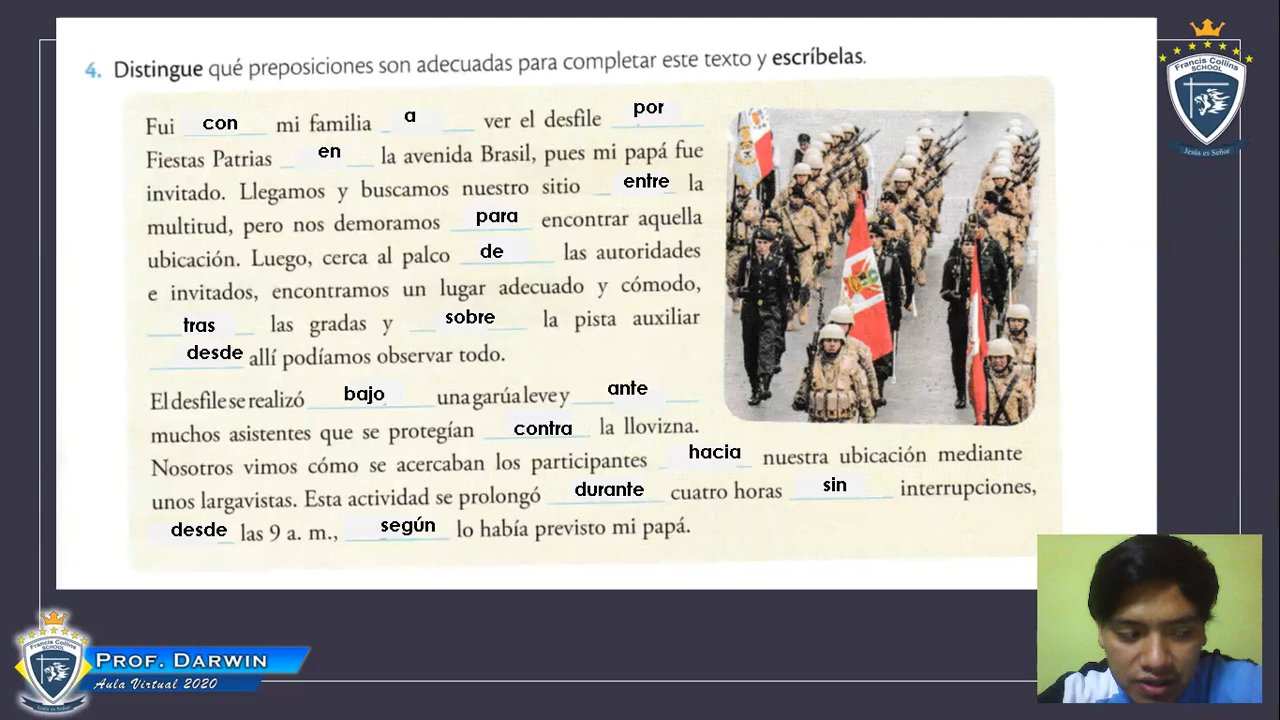 4. Distingue qué preposiciones son adecuadas para completar este texto y escríbelas.
Fui con mi familia a ver el desfile por
Fiestas Patrias en la avenida Brasil, pues mi papá fue
invitado. Llegamos y buscamos nuestro sitio entre la
multitud, pero nos demoramos para encontrar aquella
ubicación. Luego, cerca al palco de las autoridades
e invitados, encontramos un lugar adecuado y cómodo,
tras las gradas y sobre la pista auxiliar
desde allí podíamos observar todo.
El desfile se realizó bajo una garúa leve y ante
muchos asistentes que se protegían contra la llovizna.
Nosotros vimos cómo se acercaban los participantes hacia nuestra ubicación mediante
unos largavistas. Esta actividad se prolongó durante cuatro horas sin interrupciones,
desde las 9 a. m., según lo había previsto mi papá.
Francis Collins
SCHOOL
Jesús es Señor
Francis Collins
SCHOOL
PROF. DARWIN
Aula Virtual 2020